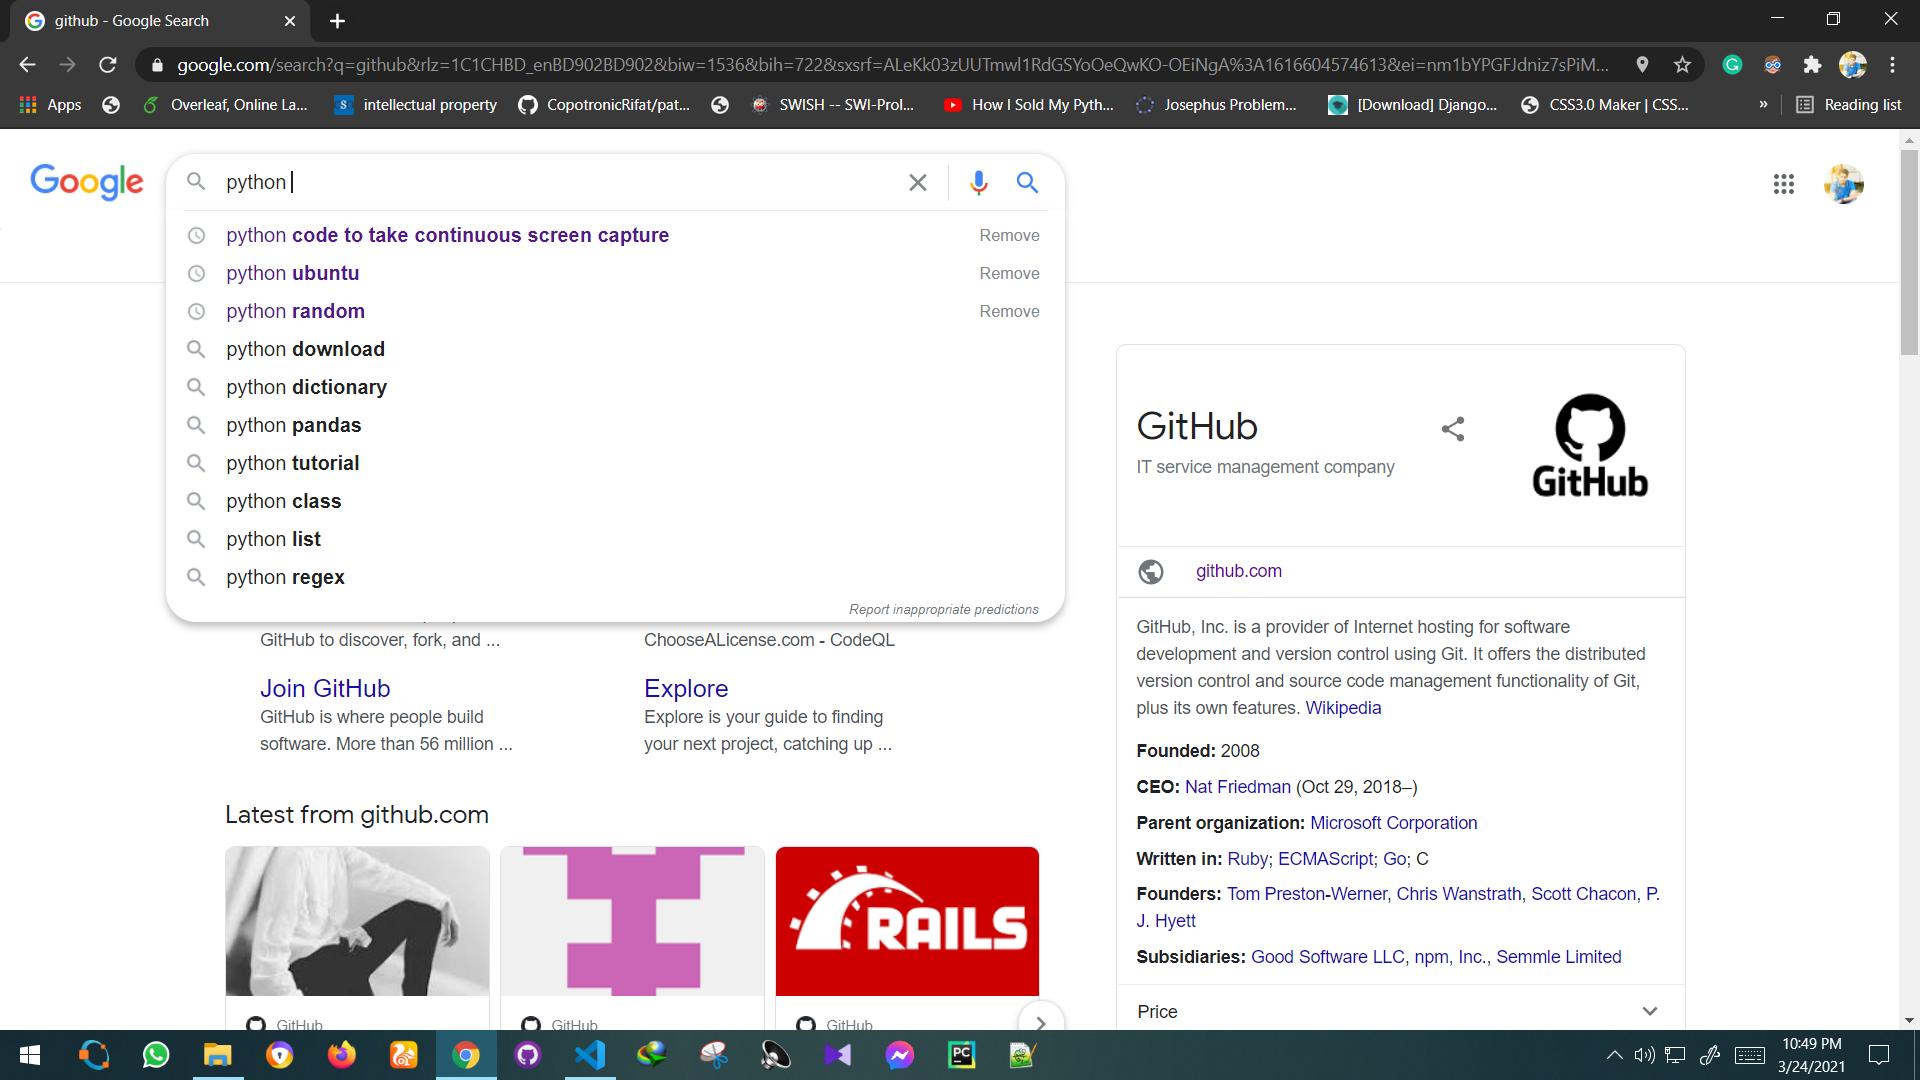 github - Google Search
google.com/search?q=github&rlz=1C1CHBD_enBD902BD902&biw=1536&bih=722&sxsrf=ALeKk03zUUTmwl1RdGSYoOeQwKO-OEiNgA%3A1616604574613&ei=nm1bYPGFJdniz7sPiM...
Apps
Overleaf, Online La...
intellectual property
CopotronicRifat/pat...
SWISH -- SWI-Prol...
How I Sold My Pyth...
Josephus Problem...
[Download] Django...
CSS3.0 Maker | CSS...
»
Reading list
Google
python
python code to take continuous screen capture Remove
python ubuntu Remove
python random Remove
python download
python dictionary
python pandas
python tutorial
python class
python list
python regex
Report inappropriate predictions
GitHub to discover, fork, and ...
ChooseALicense.com - CodeQL
Join GitHub
GitHub is where people build
software. More than 56 million ...
Explore
Explore is your guide to finding
your next project, catching up ...
Latest from github.com
RAILS
GitHub
GitHub
GitHub
GitHub
IT service management company
GitHub
github.com
GitHub, Inc. is a provider of Internet hosting for software
development and version control using Git. It offers the distributed
version control and source code management functionality of Git,
plus its own features. Wikipedia
Founded: 2008
CEO: Nat Friedman (Oct 29, 2018–)
Parent organization: Microsoft Corporation
Written in: Ruby; ECMAScript; Go; C
Founders: Tom Preston-Werner, Chris Wanstrath, Scott Chacon, P.
J. Hyett
Subsidiaries: Good Software LLC, npm, Inc., Semmle Limited
Price
PC
10:49 PM
3/24/2021